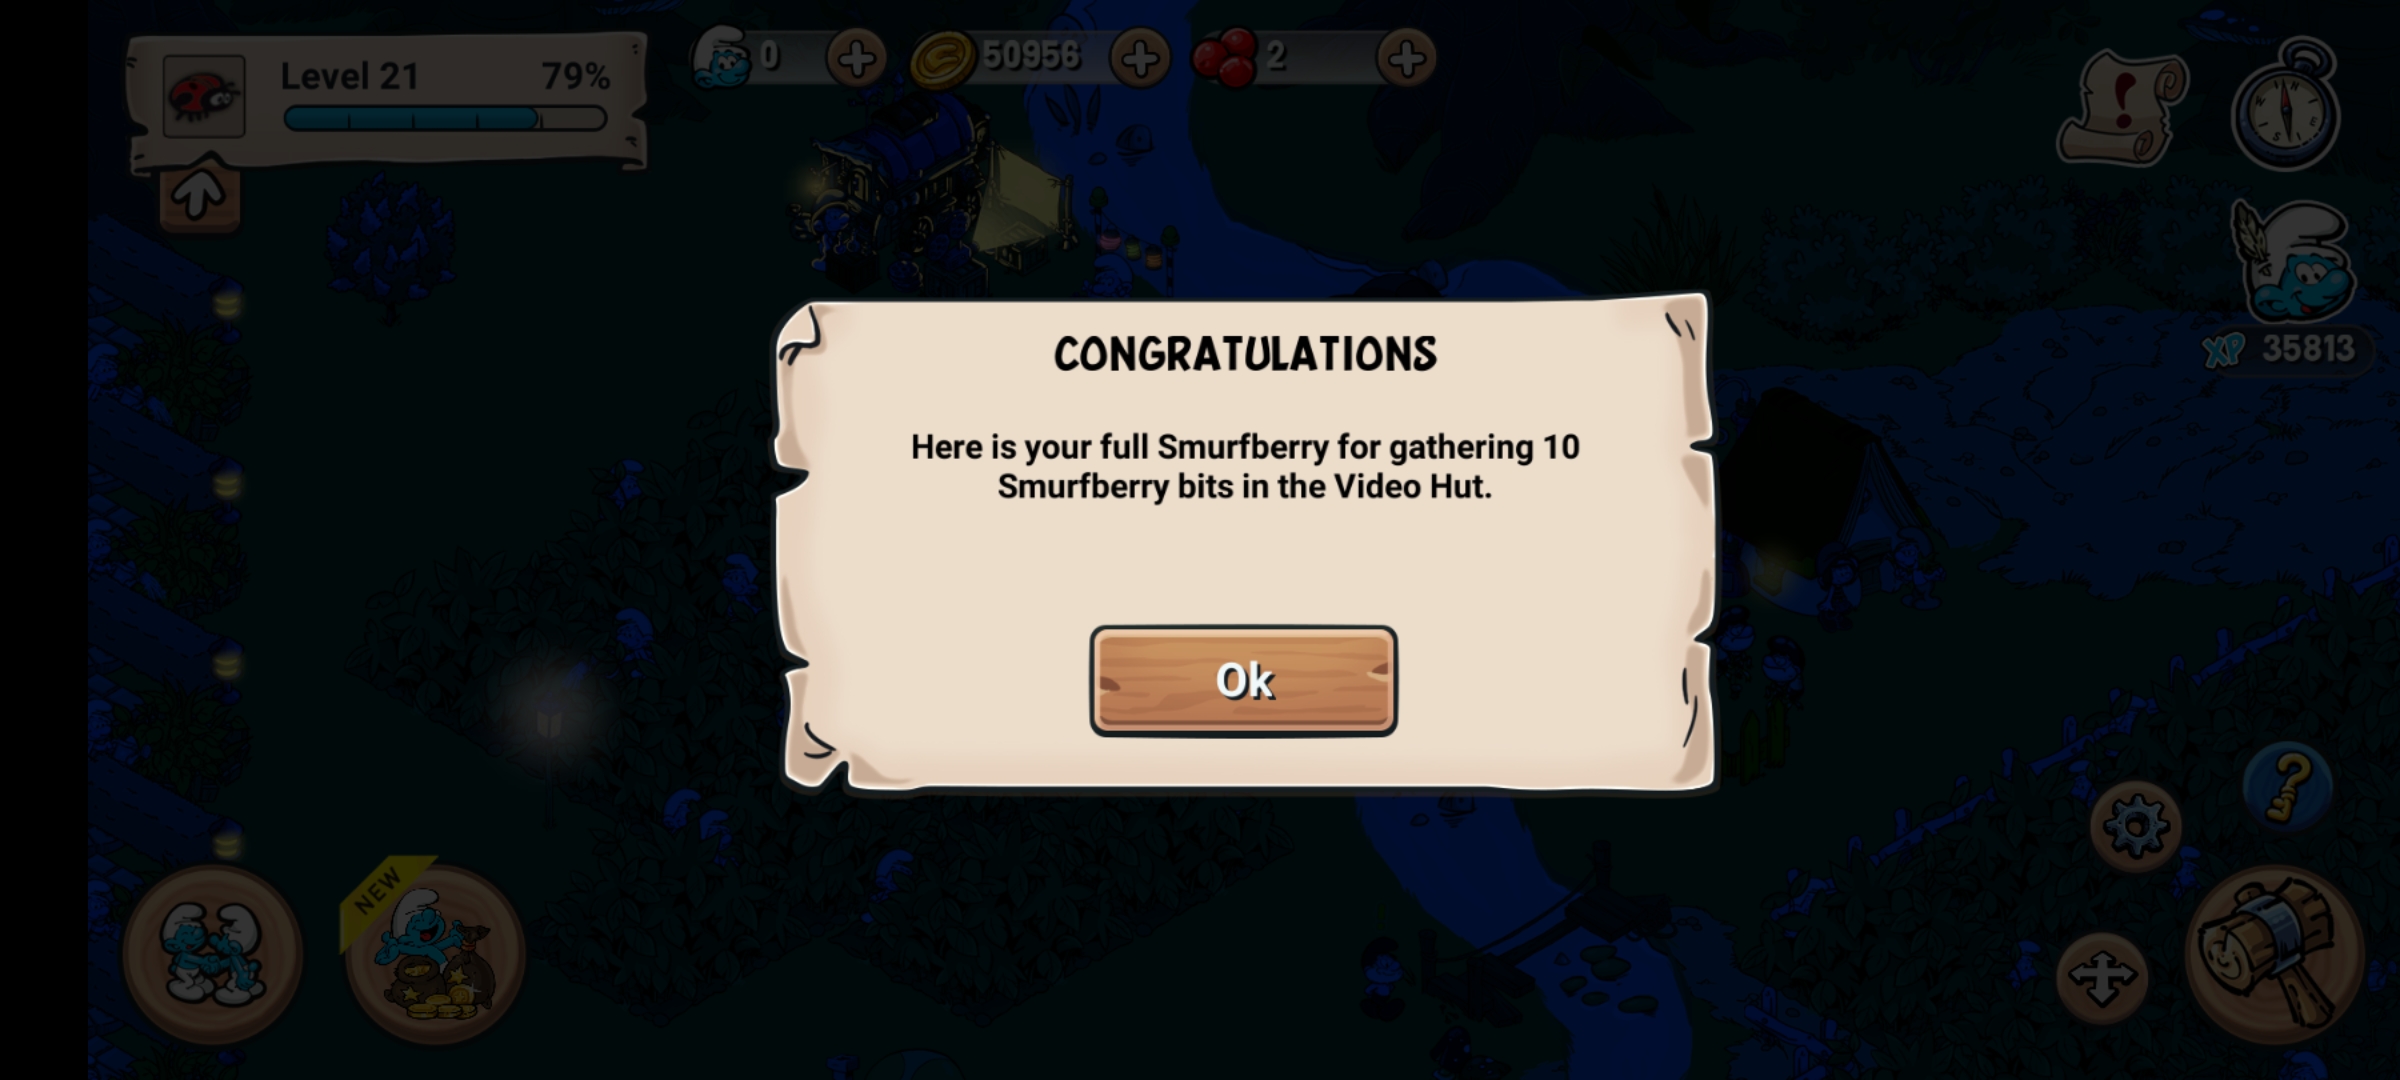 Level 21 79%
0
50956
2
XP 35813
CONGRATULATIONS
Here is your full Smurfberry for gathering 10
Smurfberry bits in the Video Hut.
Ok
NEW